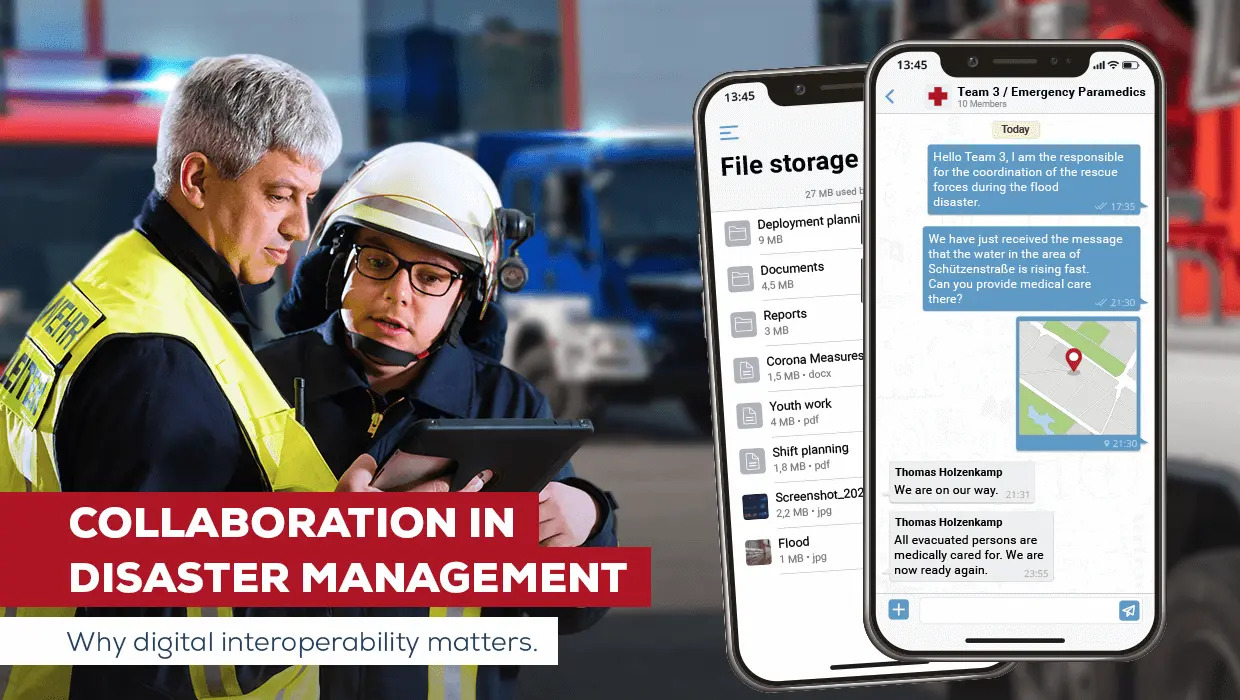 WEHR
COLLABORATION IN
DISASTER MANAGEMENT
Why digital interoperability matters.
13:45
File storage
27 MB used
Deployment planni
9 MB
Documents
4,5 MB
Reports
3 MB
Corona Measures
1,5 MB • docx
Youth work
4 MB • pdf
Shift planning
1,8 MB • pdf
Screenshot_202
2,2 MB • jpg
Flood
1 MB • jpg
13:45
Team 3 / Emergency Paramedics
10 Members
Today
Hello Team 3, I am the responsible
for the coordination of the rescue
forces during the flood
disaster.
17:35
We have just received the message
that the water in the area of
Schützenstraße is rising fast.
Can you provide medical care
there?
21:30
21:30
Thomas Holzenkamp
We are on our way.
21:31
Thomas Holzenkamp
All evacuated persons are
medically cared for. We are
now ready again.
23:55